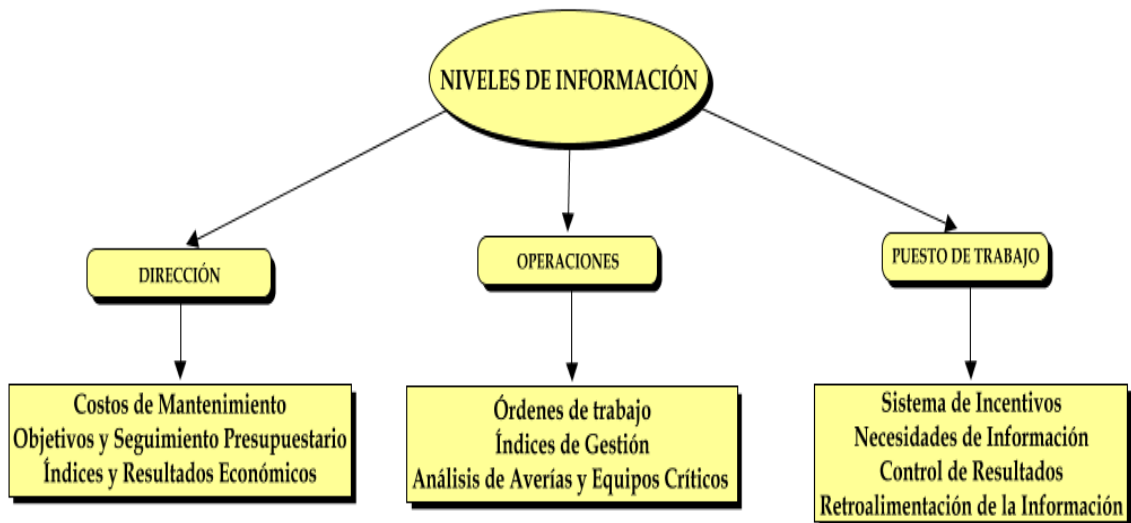 NIVELES DE INFORMACIÓN
DIRECCIÓN
OPERACIONES
PUESTO DE TRABAJO
Costos de Mantenimiento
Objetivos y Seguimiento Presupuestario
Índices y Resultados Económicos
Órdenes de trabajo
Índices de Gestión
Análisis de Averías y Equipos Críticos
Sistema de Incentivos
Necesidades de Información
Control de Resultados
Retroalimentación de la Información